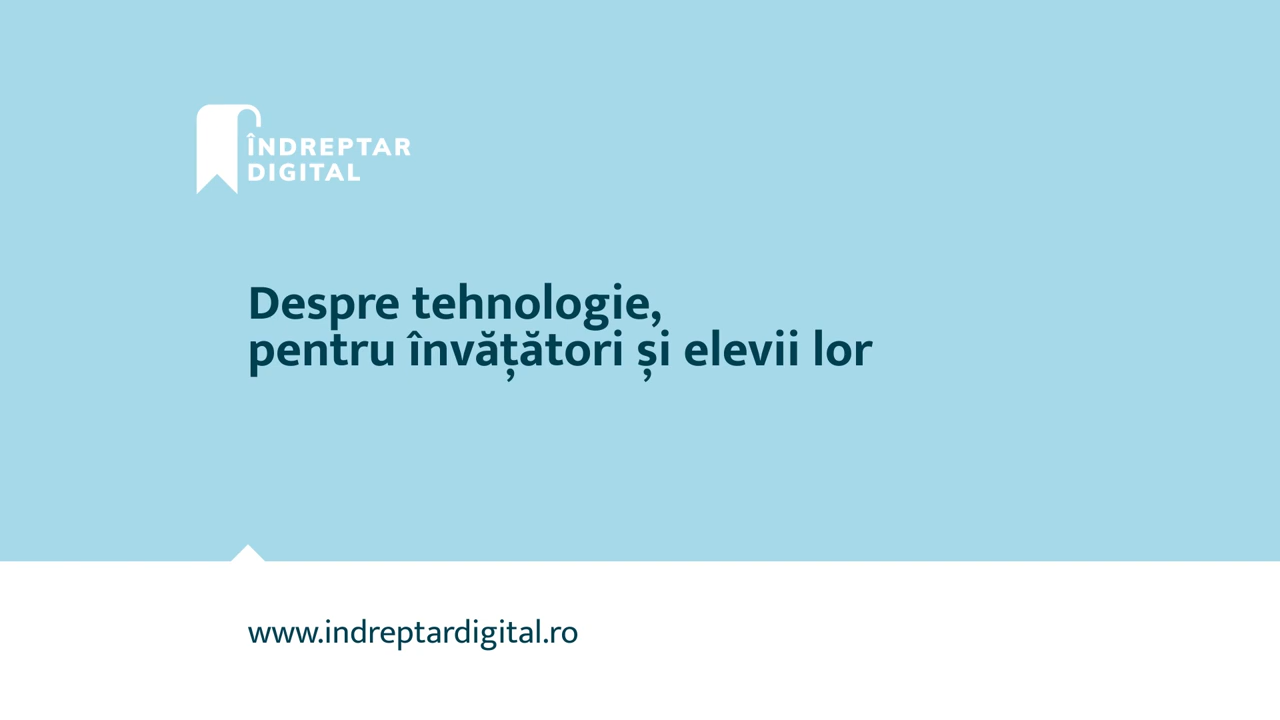 ÎNDREPTAR
DIGITAL
Despre tehnologie,
pentru învățători și elevii lor
www.indreptardigital.ro